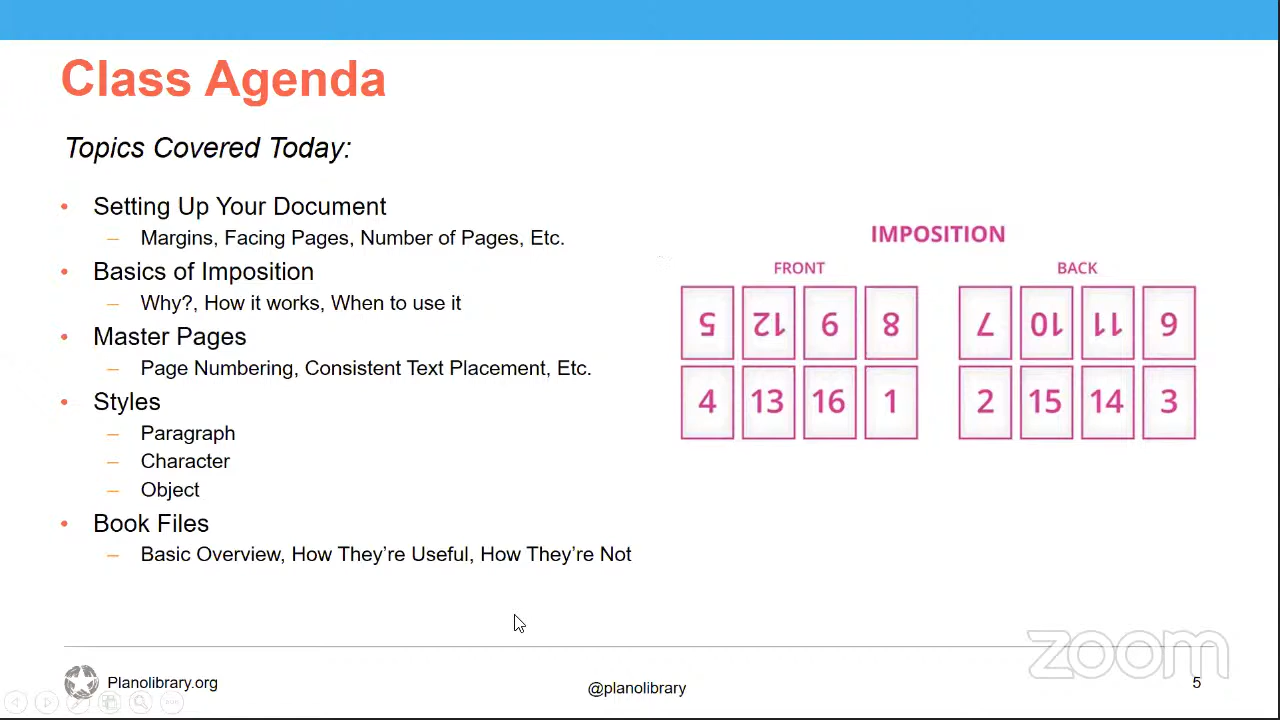 Class Agenda
Topics Covered Today:
• Setting Up Your Document
– Margins, Facing Pages, Number of Pages, Etc.
• Basics of Imposition
– Why?, How it works, When to use it
• Master Pages
– Page Numbering, Consistent Text Placement, Etc.
• Styles
– Paragraph
– Character
– Object
• Book Files
– Basic Overview, How They're Useful, How They're Not
IMPOSITION
FRONT BACK
5 12 9 8 7 10 11 6
4 13 16 1 2 15 14 3
zoom
Planolibrary.org
@planolibrary
5